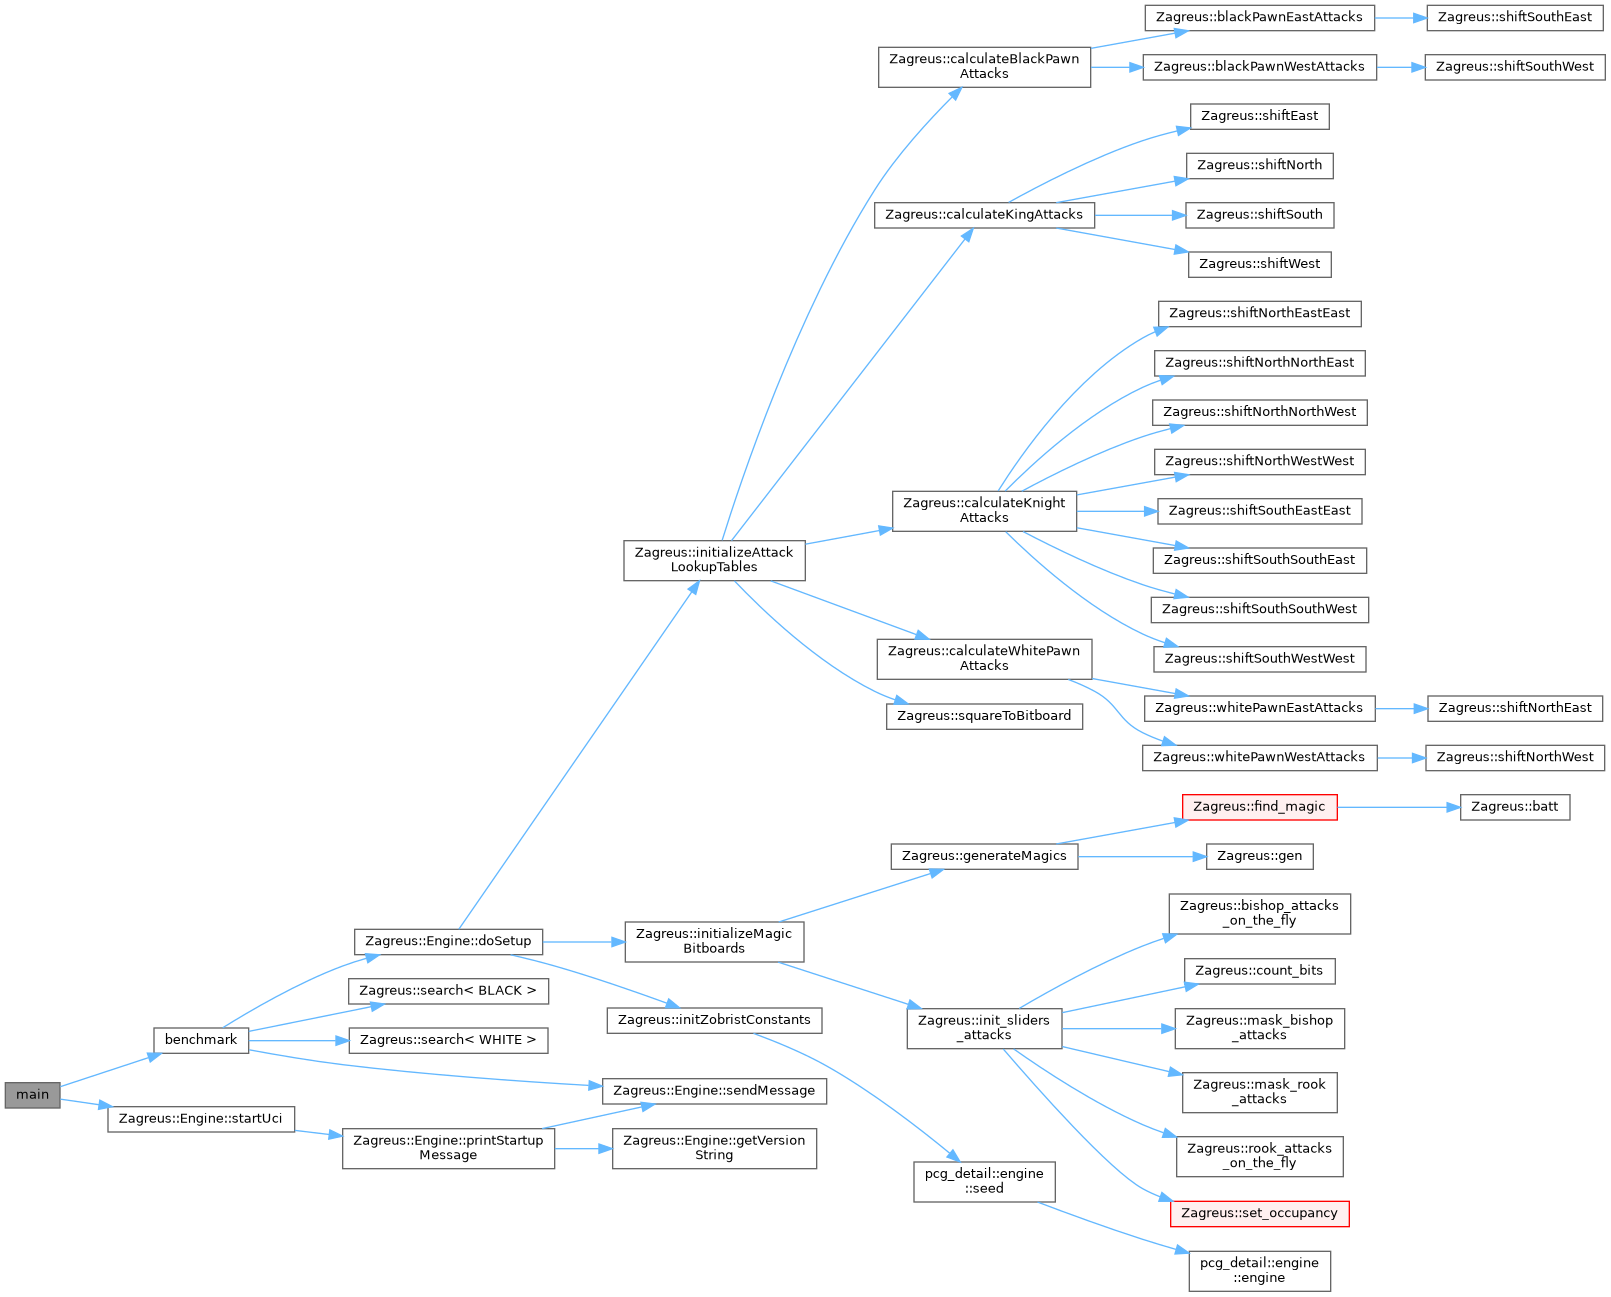 Zagreus::blackPawnEastAttacks
Zagreus::shiftSouthEast
Zagreus::calculateBlackPawn
Attacks
Zagreus::blackPawnWestAttacks
Zagreus::shiftSouthWest
Zagreus::shiftEast
Zagreus::shiftNorth
Zagreus::calculateKingAttacks
Zagreus::shiftSouth
Zagreus::shiftWest
Zagreus::shiftNorthEastEast
Zagreus::shiftNorthNorthEast
Zagreus::shiftNorthNorthWest
Zagreus::shiftNorthWestWest
Zagreus::calculateKnight
Attacks
Zagreus::shiftSouthEastEast
Zagreus::initializeAttack
LookupTables
Zagreus::shiftSouthSouthEast
Zagreus::shiftSouthSouthWest
Zagreus::calculateWhitePawn
Attacks
Zagreus::shiftSouthWestWest
Zagreus::squareToBitboard
Zagreus::whitePawnEastAttacks
Zagreus::shiftNorthEast
Zagreus::whitePawnWestAttacks
Zagreus::shiftNorthWest
Zagreus::find_magic
Zagreus::batt
Zagreus::generateMagics
Zagreus::gen
Zagreus::bishop_attacks
_on_the_fly
Zagreus::Engine::doSetup
Zagreus::initializeMagic
Bitboards
Zagreus::count_bits
Zagreus::search< BLACK >
Zagreus::initZobristConstants
Zagreus::init_sliders
_attacks
Zagreus::mask_bishop
_attacks
benchmark
Zagreus::search< WHITE >
Zagreus::mask_rook
_attacks
main
Zagreus::Engine::sendMessage
Zagreus::Engine::startUci
Zagreus::Engine::printStartup
Message
Zagreus::Engine::getVersion
String
Zagreus::rook_attacks
_on_the_fly
pcg_detail::engine
::seed
Zagreus::set_occupancy
pcg_detail::engine
::engine